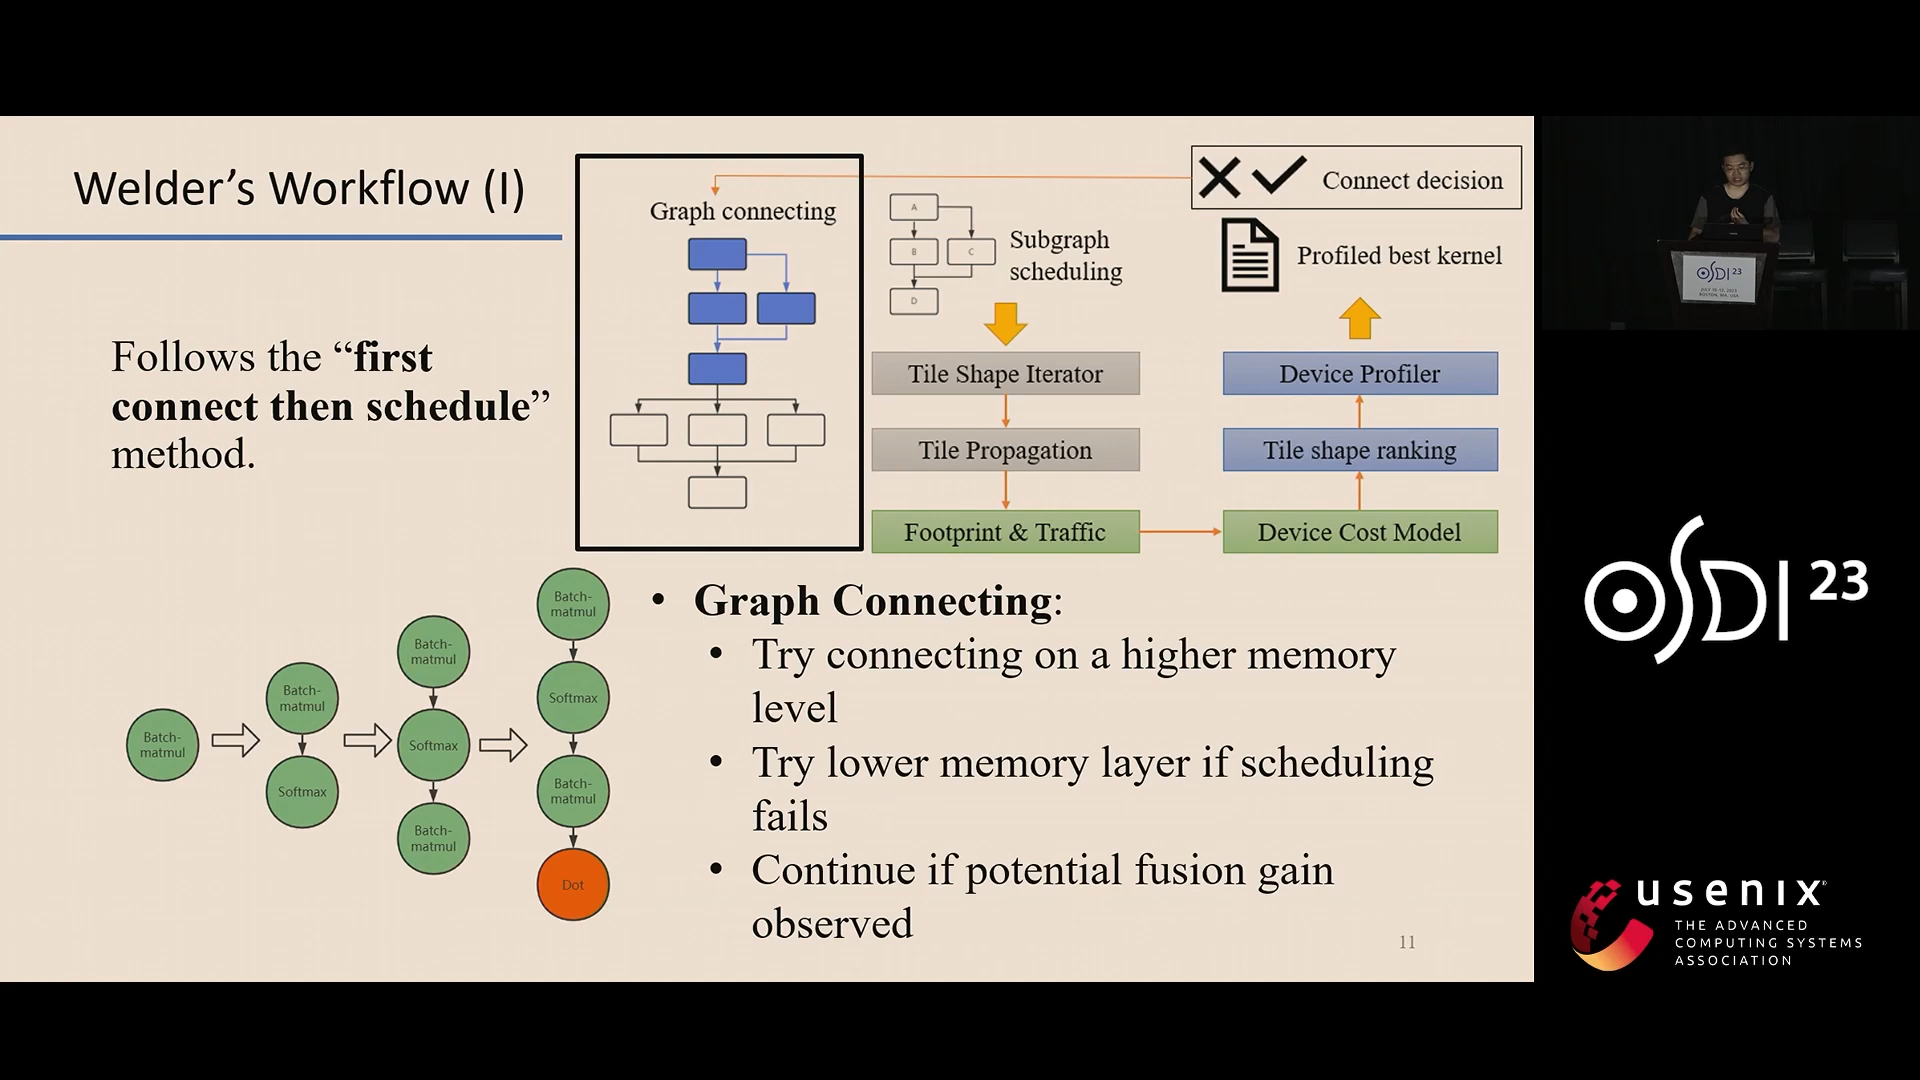 Welder’s Workflow (I)
Follows the “first
connect then schedule”
method.
Graph connecting
A
B
C
D
Subgraph
scheduling
Connect decision
Profiled best kernel
Tile Shape Iterator
Tile Propagation
Footprint & Traffic
Device Profiler
Tile shape ranking
Device Cost Model
Batch-
matmul
Batch-
matmul
Softmax
Batch-
matmul
Softmax
Batch-
matmul
Batch-
matmul
Softmax
Batch-
matmul
Dot
• Graph Connecting:
• Try connecting on a higher memory
level
• Try lower memory layer if scheduling
fails
• Continue if potential fusion gain
observed
11
OSDI 23
OSDI 23
usenix
THE ADVANCED
COMPUTING SYSTEMS
ASSOCIATION